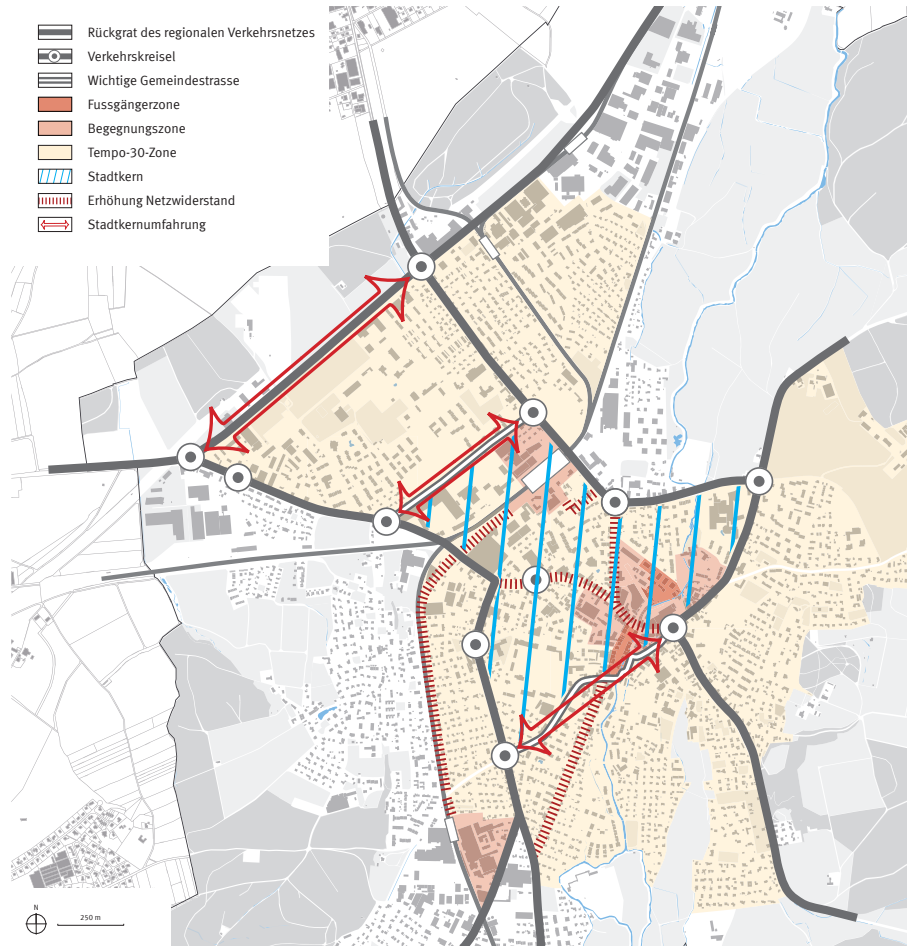 Rückgrat des regionalen Verkehrsnetzes
Verkehrskreisel
Wichtige Gemeindestrasse
Fussgängerzone
Begegnungszone
Tempo-30-Zone
Stadtkern
Erhöhung Netzwiderstand
Stadtkernumfahrung
N
250 m